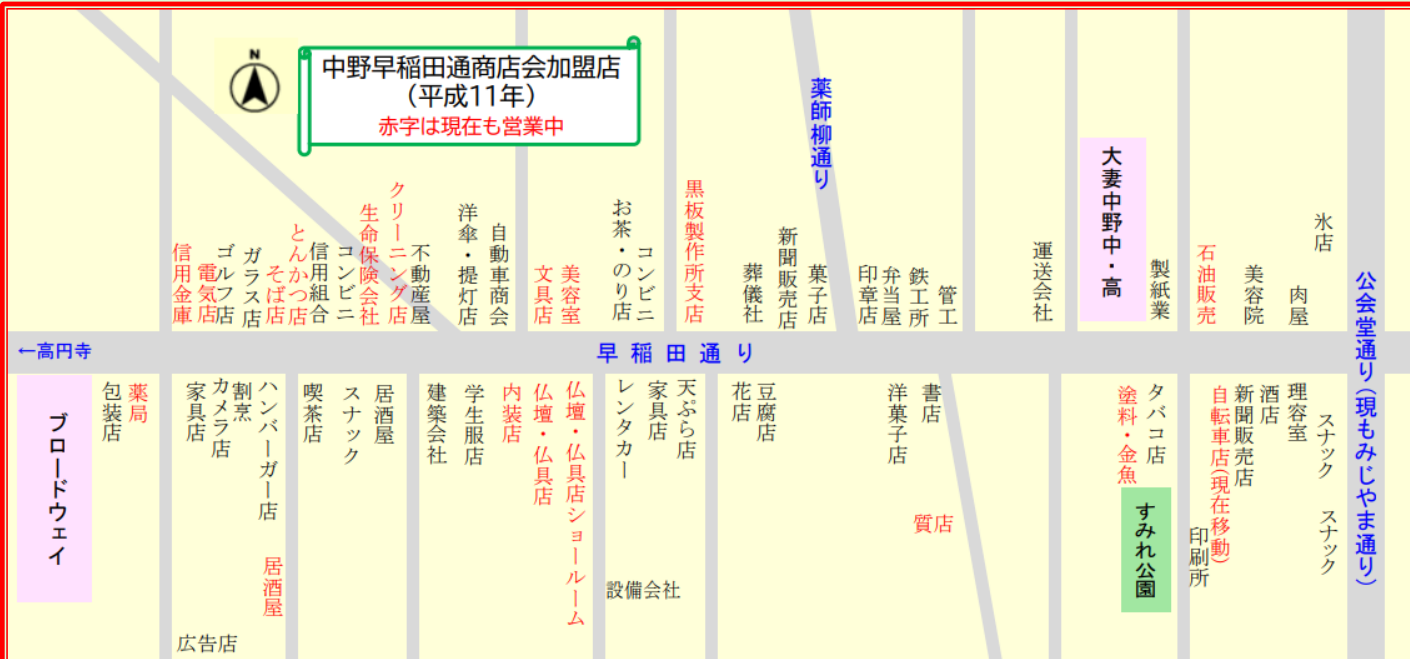 N
中野早稲田通商店会加盟店
(平成11年)
赤字は現在も営業中
薬師柳通り
大妻中野中・高
信用金庫
電気店
ゴルフ店
ガラス店
そば店
とんかつ店
信用組合
コンビニ
生命保険会社
クリーニング店
不動産屋
洋傘・提灯店
自動車商会
文具店
美容室
お茶・のり店
コンビニ
黒板製作所支店
葬儀社
新聞販売店
菓子店
印章店
弁当屋
鉄工所
管工
運送会社
製紙業
石油販売
美容院
肉屋
氷店
公会堂通り(現もみじやま通り)
←高円寺
早稲田通り
ブロードウェイ
包装店
薬局
家具店
カメラ店
割烹
ハンバーガー店
喫茶店
スナック
居酒屋
建築会社
学生服店
内装店
仏壇・仏具店
仏壇・仏具店ショールーム
レンタカー
家具店
天ぷら店
花店
豆腐店
洋菓子店
書店
塗料・金魚
タバコ店
自転車店(現在移動)
新聞販売店
酒店
理容室
スナック
スナック
質店
すみれ公園
印刷所
居酒屋
設備会社
広告店